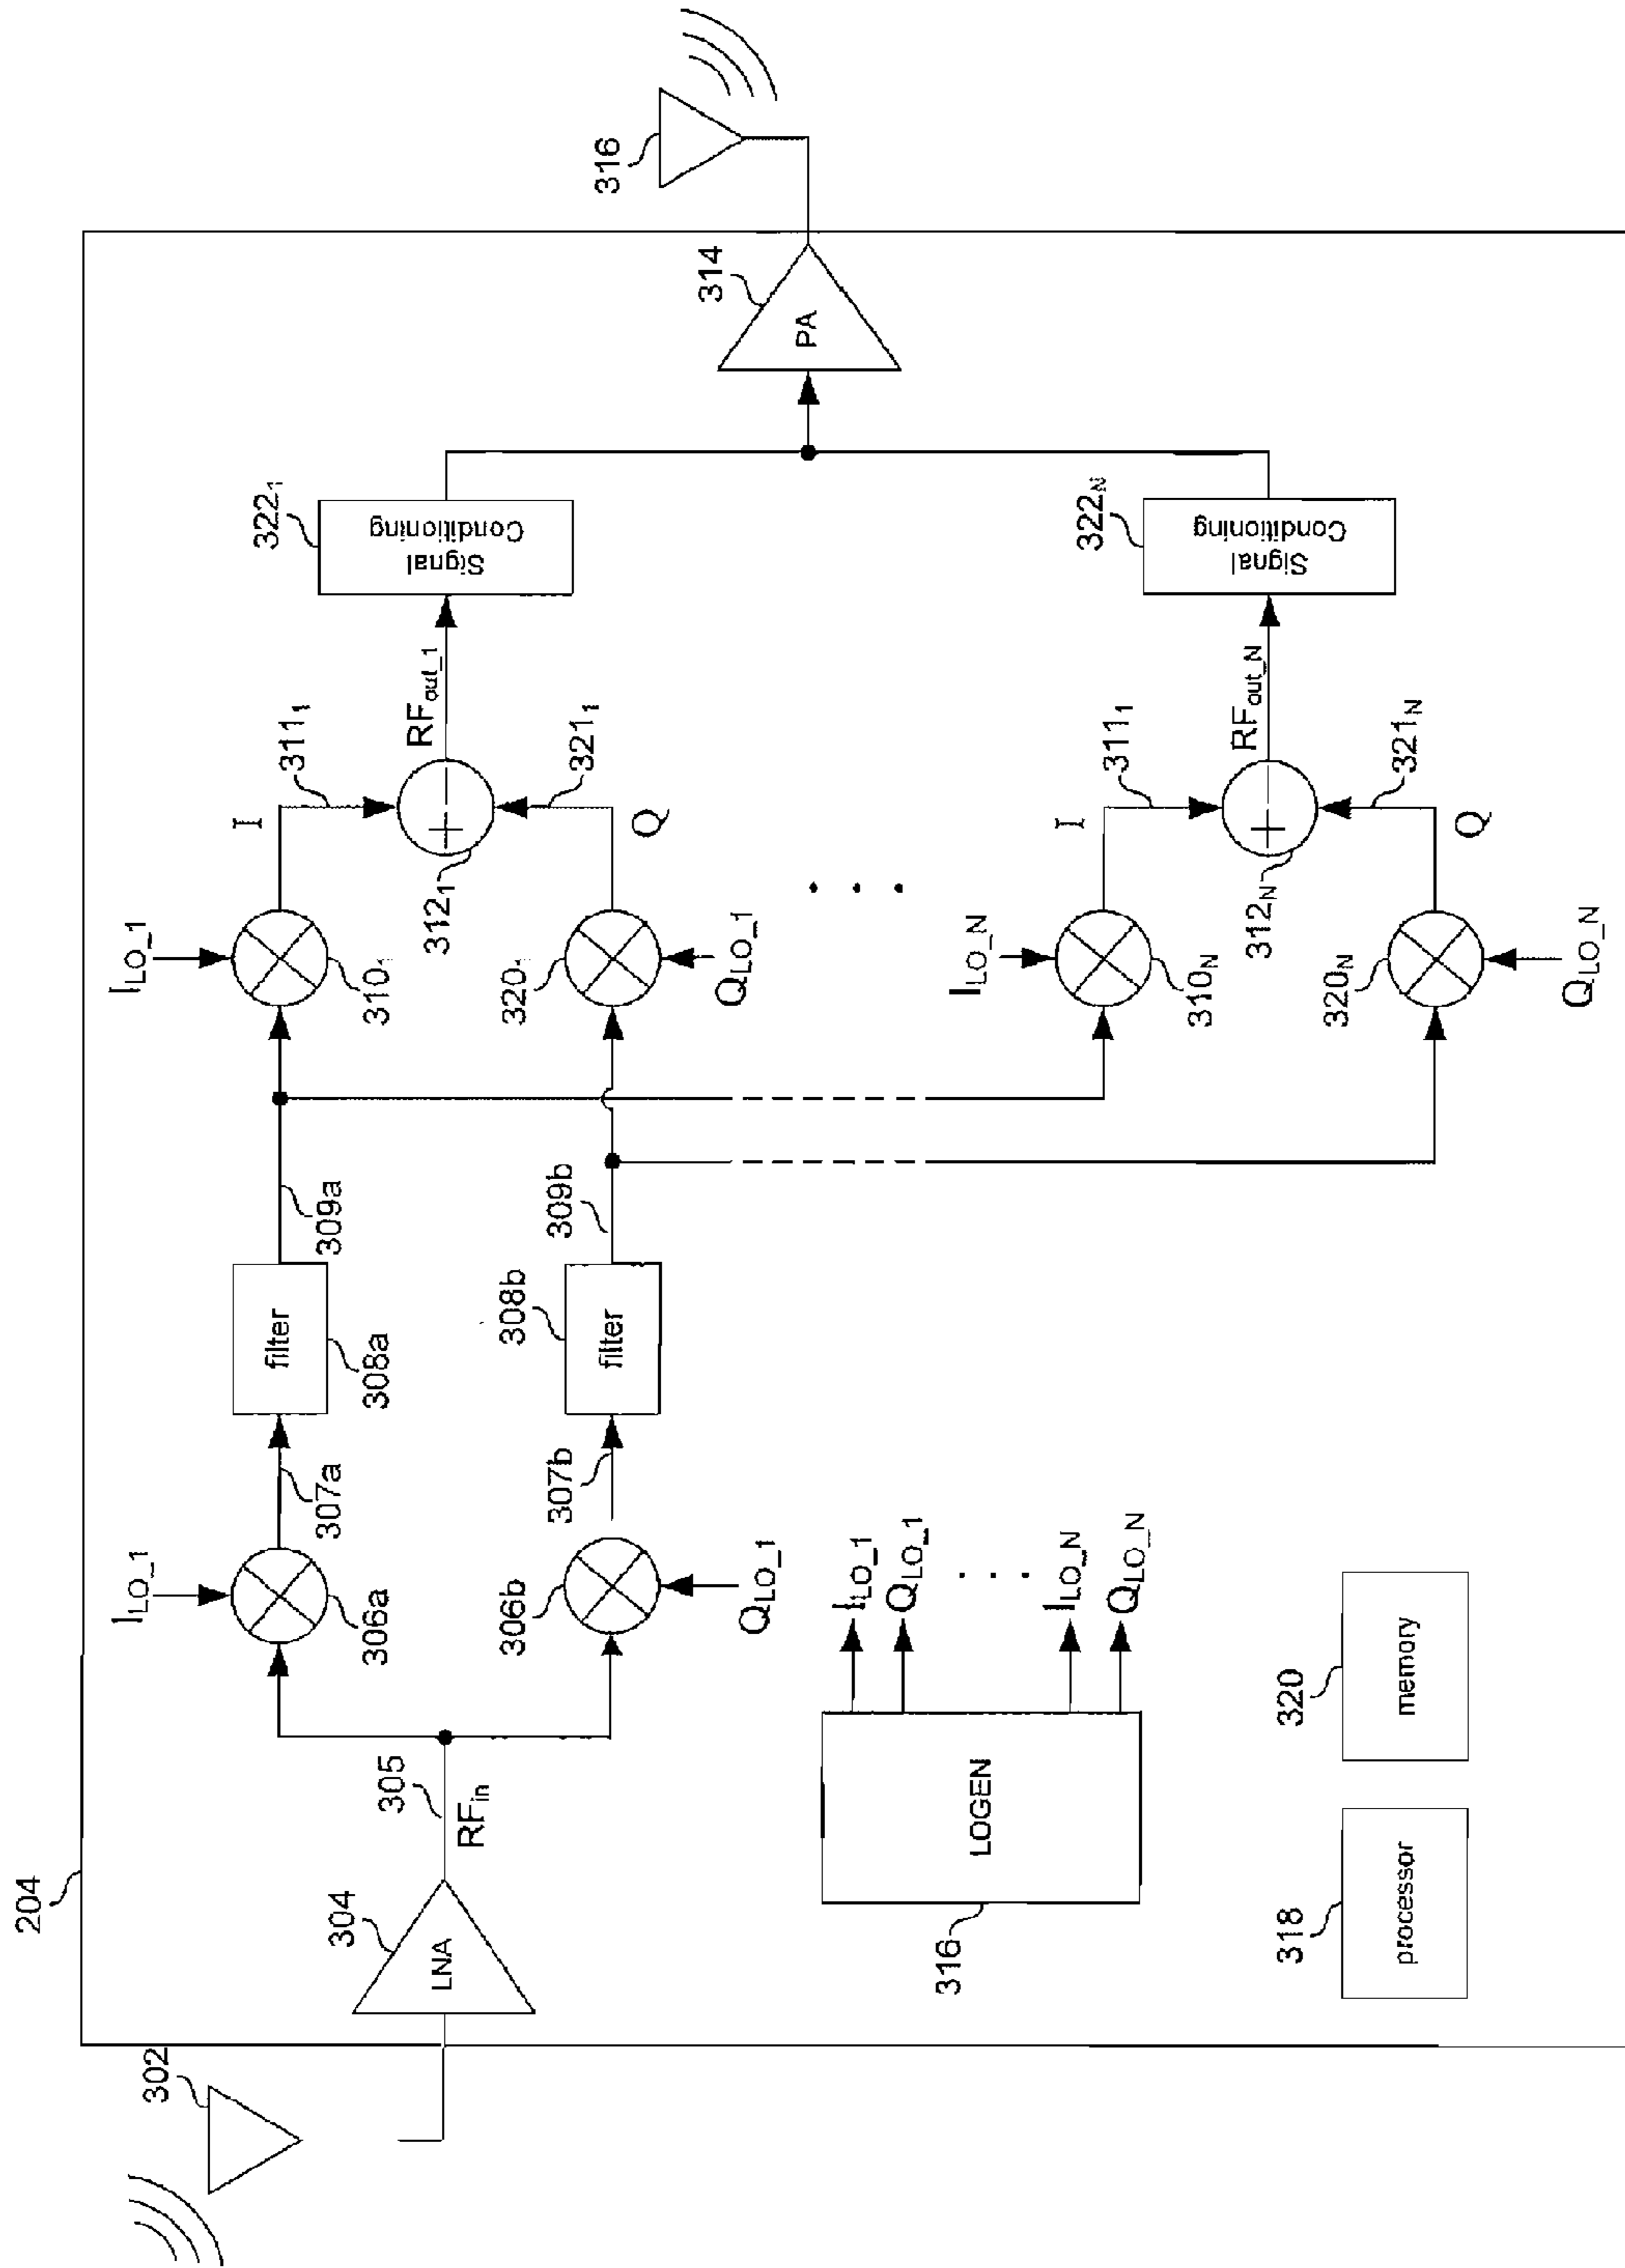 204
302
304
LNA
305
RF_in
I_LO_1
306a
307a
filter
308a
309a
I_LO_1
310_1
I
311_1
312_1
+
RF_out_1
322_1
Signal
Conditioning
306b
Q_LO_1
307b
308b
filter
309b
320_1
Q_LO_1
Q
321_1
314
PA
316
LOGEN
316
I_LO_1
Q_LO_1
. . .
I_LO_N
Q_LO_N
. . .
I_LO_N
310_N
I
311_1
312_N
+
RF_out_N
322_N
Signal
Conditioning
320_N
Q_LO_N
Q
321_N
318
processor
320
memory